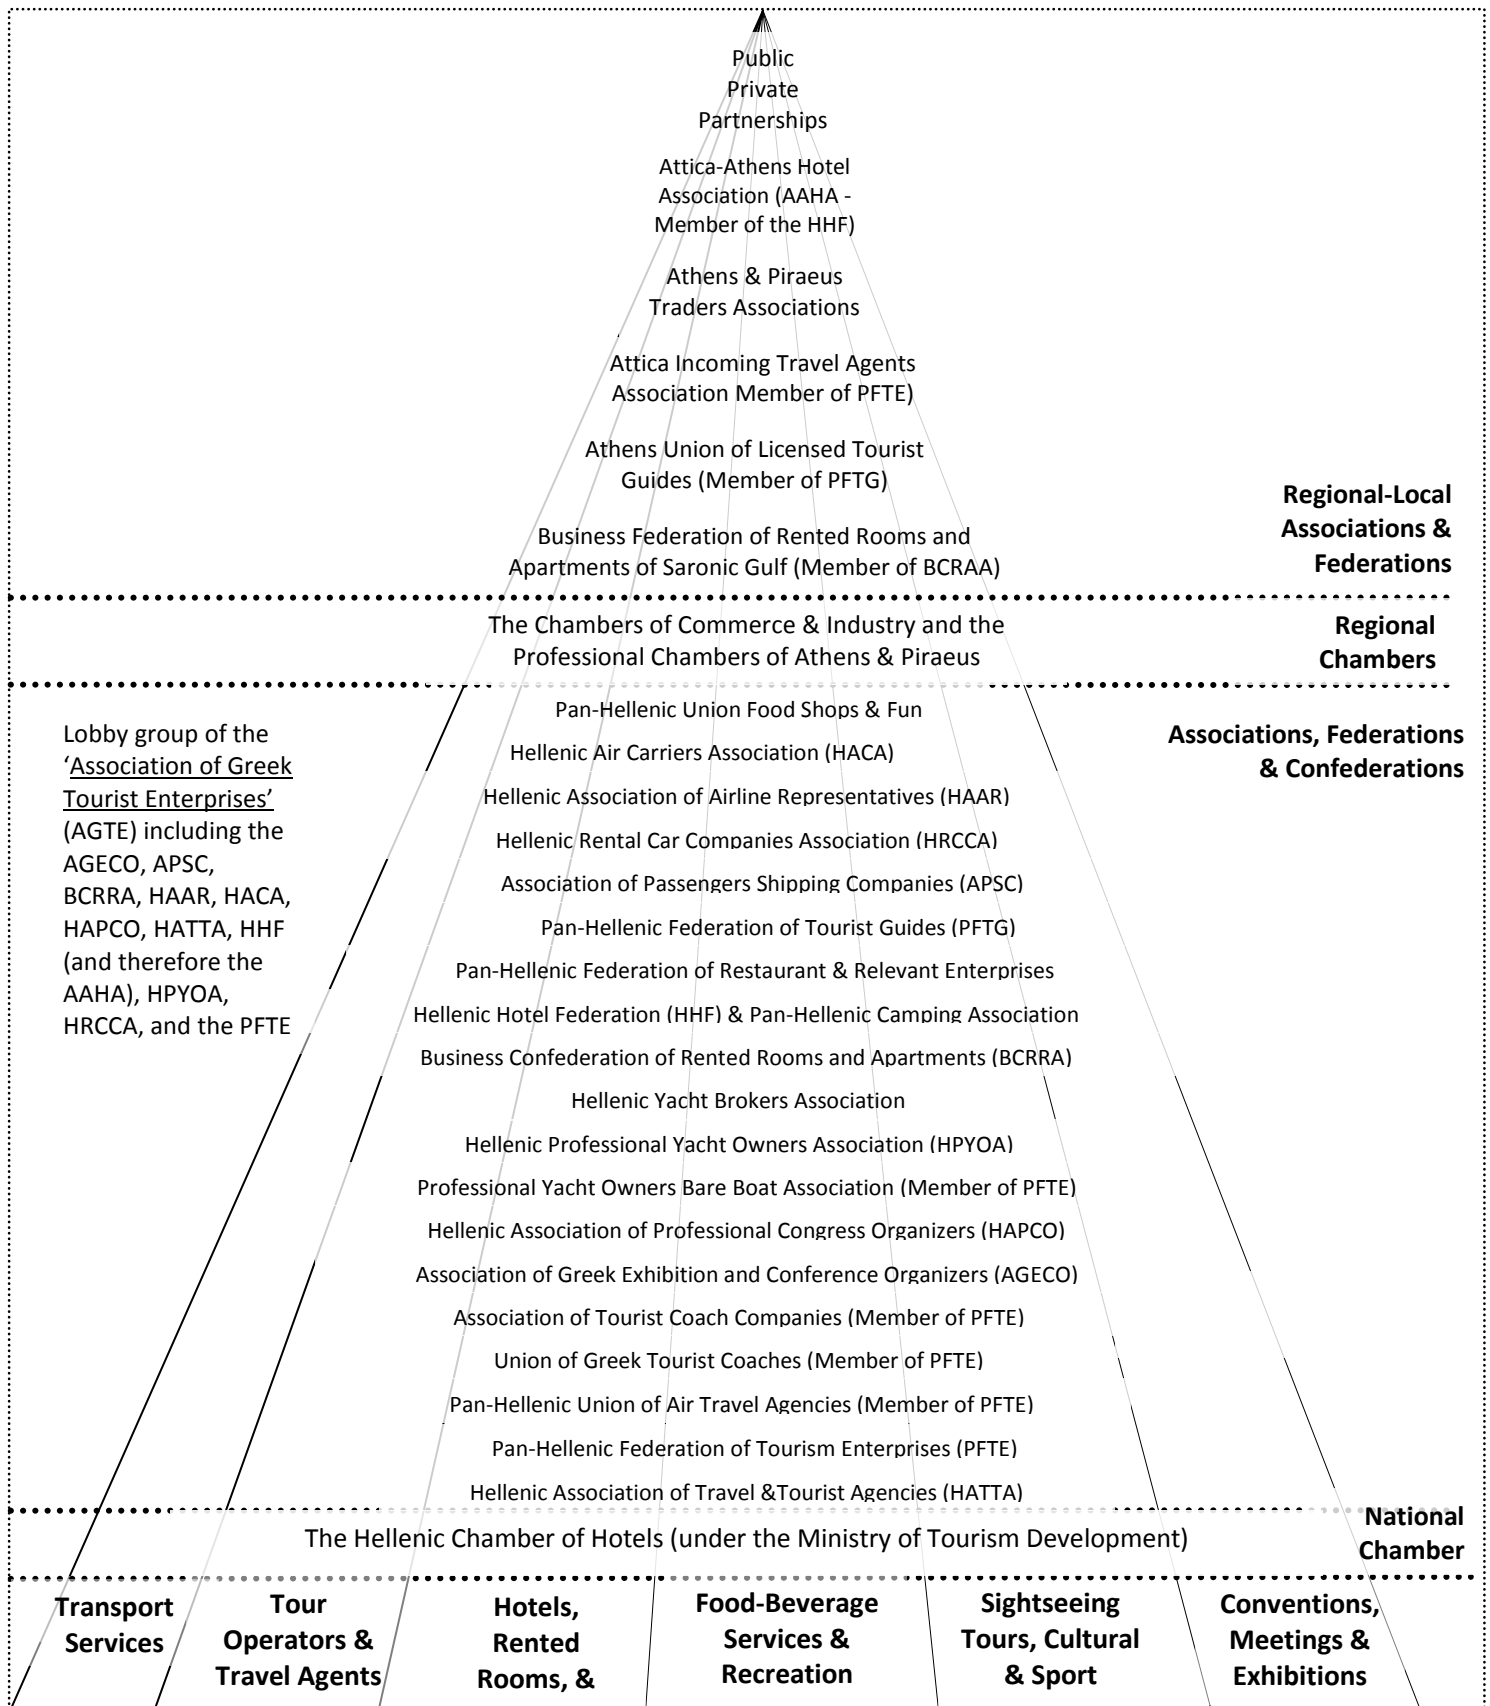 Public
Private
Partnerships
Attica-Athens Hotel
Association (AAHA -
Member of the HHF)
Athens & Piraeus
Traders Associations
Attica Incoming Travel Agents
Association Member of PFTE)
Athens Union of Licensed Tourist
Guides (Member of PFTG)
Business Federation of Rented Rooms and
Apartments of Saronic Gulf (Member of BCRAA)
Regional-Local
Associations &
Federations
The Chambers of Commerce & Industry and the
Professional Chambers of Athens & Piraeus
Regional
Chambers
Lobby group of the
‘Association of Greek
Tourist Enterprises’
(AGTE) including the
AGECO, APSC,
BCRRA, HAAR, HACA,
HAPCO, HATTA, HHF
(and therefore the
AAHA), HPYOA,
HRCCA, and the PFTE
Pan-Hellenic Union Food Shops & Fun
Hellenic Air Carriers Association (HACA)
Hellenic Association of Airline Representatives (HAAR)
Hellenic Rental Car Companies Association (HRCCA)
Association of Passengers Shipping Companies (APSC)
Pan-Hellenic Federation of Tourist Guides (PFTG)
Pan-Hellenic Federation of Restaurant & Relevant Enterprises
Hellenic Hotel Federation (HHF) & Pan-Hellenic Camping Association
Business Confederation of Rented Rooms and Apartments (BCRRA)
Hellenic Yacht Brokers Association
Hellenic Professional Yacht Owners Association (HPYOA)
Professional Yacht Owners Bare Boat Association (Member of PFTE)
Hellenic Association of Professional Congress Organizers (HAPCO)
Association of Greek Exhibition and Conference Organizers (AGECO)
Association of Tourist Coach Companies (Member of PFTE)
Union of Greek Tourist Coaches (Member of PFTE)
Pan-Hellenic Union of Air Travel Agencies (Member of PFTE)
Pan-Hellenic Federation of Tourism Enterprises (PFTE)
Hellenic Association of Travel &Tourist Agencies (HATTA)
Associations, Federations
& Confederations
The Hellenic Chamber of Hotels (under the Ministry of Tourism Development)
National
Chamber
Transport
Services
Tour
Operators &
Travel Agents
Hotels,
Rented
Rooms, &
Food-Beverage
Services &
Recreation
Sightseeing
Tours, Cultural
& Sport
Conventions,
Meetings &
Exhibitions